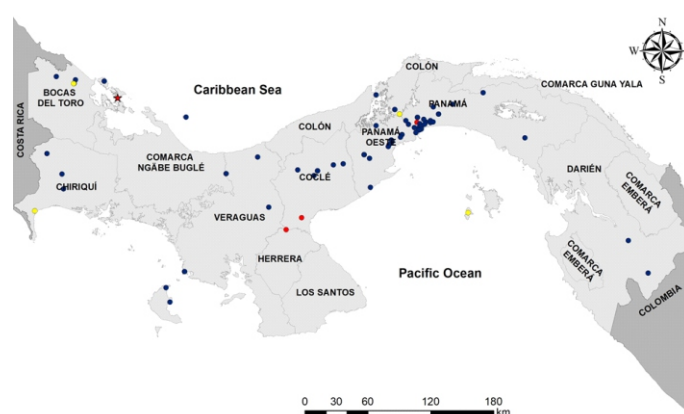 N
W E
S
COLÓN
COMARCA GUNA YALA
Caribbean Sea
BOCAS
DEL TORO
PANAMÁ
COSTA RICA
COLÓN
PANAMÁ
OESTE
COMARCA
NGÄBE BUGLÉ
COCLÉ
CHIRIQUÍ
DARIÉN
COMARCA
EMBERÁ
VERAGUAS
COMARCA
EMBERÁ
HERRERA
Pacific Ocean
LOS SANTOS
COLOMBIA
0 30 60 120 180
km